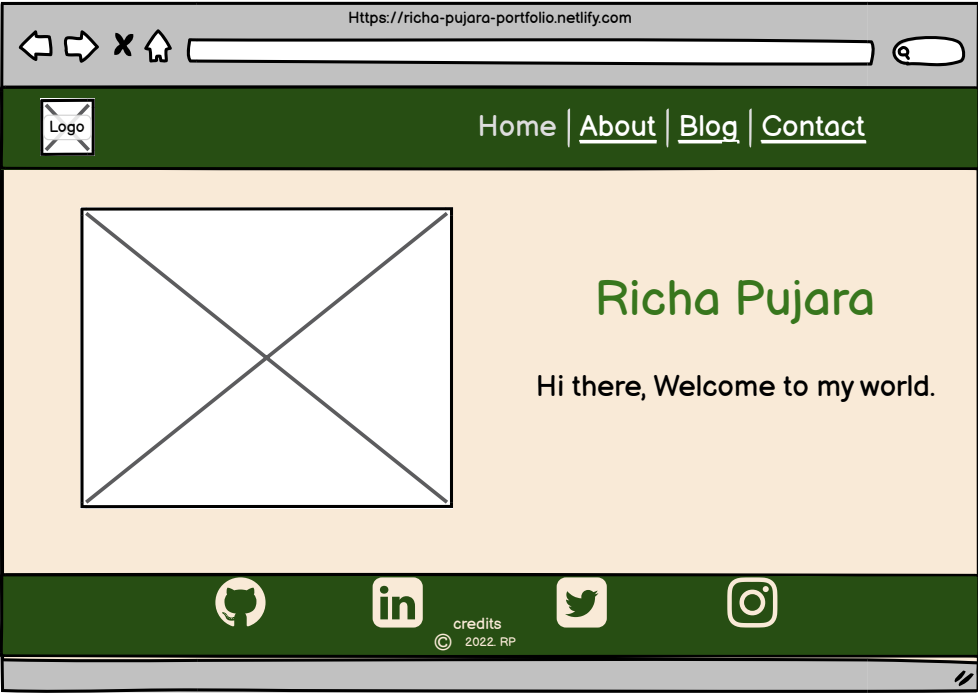 Https://richa-pujara-portfolio.netlify.com
Logo
Home | About | Blog | Contact
Richa Pujara
Hi there, Welcome to my world.
in
credits
© 2022. RP